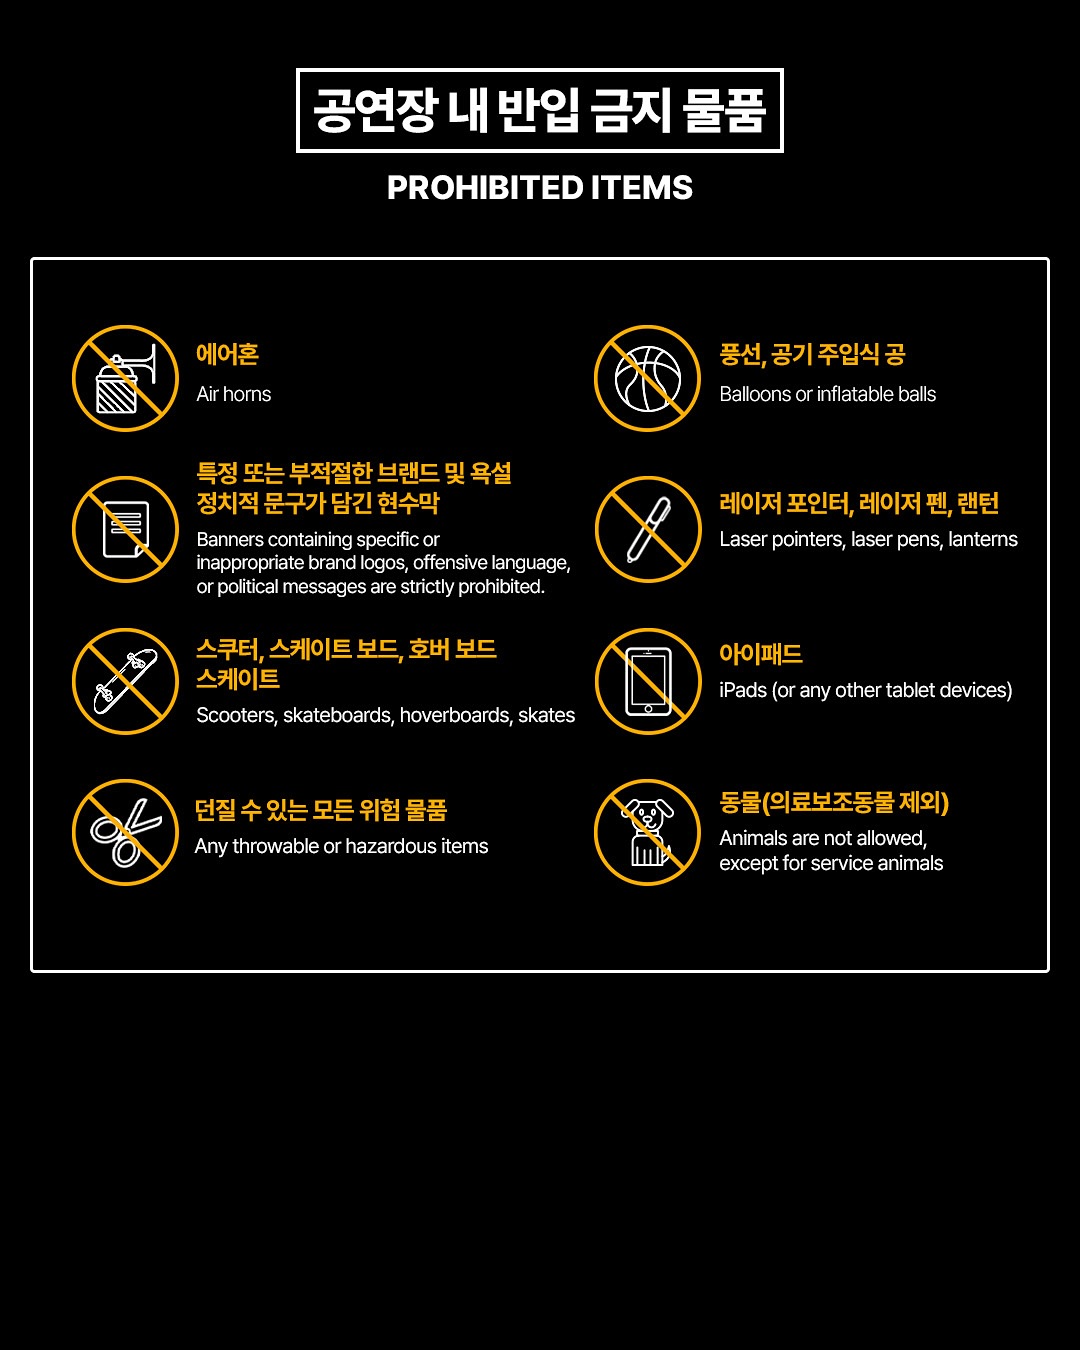 공연장 내 반입 금지 물품
PROHIBITED ITEMS
에어혼
Air horns
풍선, 공기 주입식 공
Balloons or inflatable balls
특정 또는 부적절한 브랜드 및 욕설
정치적 문구가 담긴 현수막
Banners containing specific or
inappropriate brand logos, offensive language,
or political messages are strictly prohibited.
레이저 포인터, 레이저 펜, 랜턴
Laser pointers, laser pens, lanterns
스쿠터, 스케이트 보드, 호버 보드
스케이트
Scooters, skateboards, hoverboards, skates
아이패드
iPads (or any other tablet devices)
던질 수 있는 모든 위험 물품
Any throwable or hazardous items
동물(의료보조동물 제외)
Animals are not allowed,
except for service animals